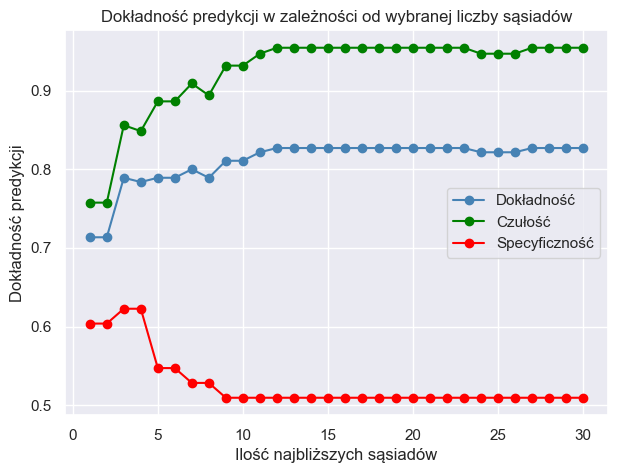 Dokładność predykcji w zależności od wybranej liczby sąsiadów
Dokładność predykcji
0.9
0.8
0.7
0.6
0.5
Dokładność
Czułość
Specyficzność
0 5 10 15 20 25 30
Ilość najbliższych sąsiadów